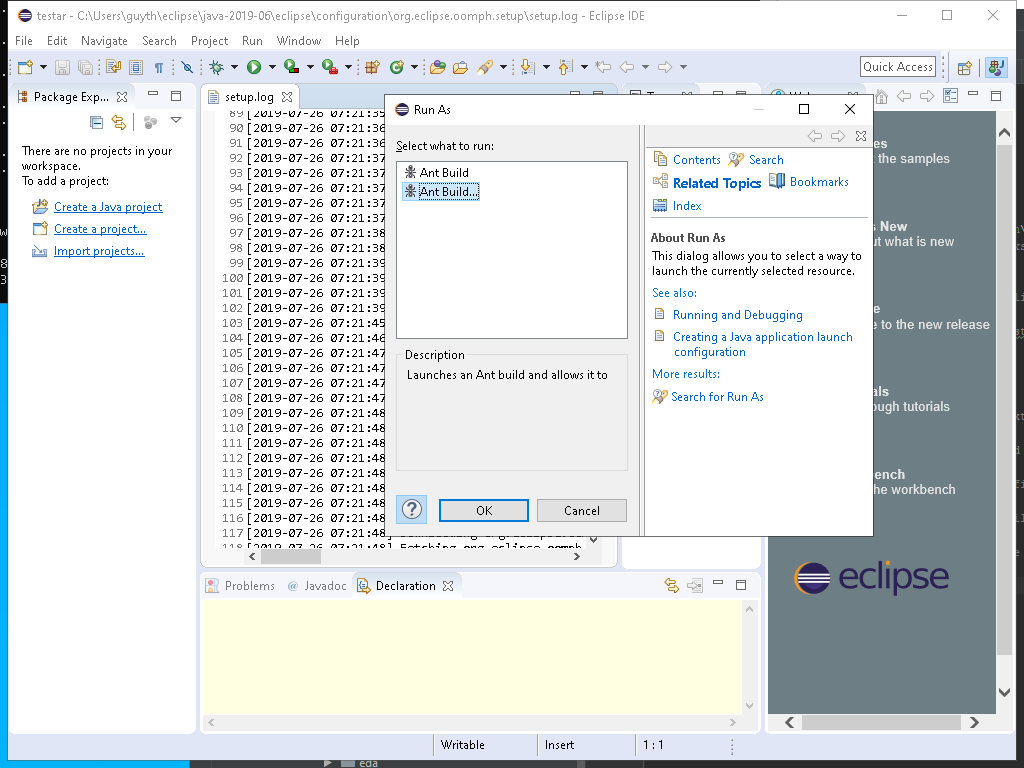 testar - C:\Users\guyth\eclipse\java-2019-06\eclipse\configuration\org.eclipse.oomph.setup\setup.log - Eclipse IDE
File Edit Navigate Search Project Run Window Help
Quick Access
Package Exp...
There are no projects in your
workspace.
To add a project:
Create a Java project
Create a project...
Import projects...
setup.log
89 [2019-07-26 07:21:35
90 [2019-07-26 07:21:36
91 [2019-07-26 07:21:36
92 [2019-07-26 07:21:37
93 [2019-07-26 07:21:37
94 [2019-07-26 07:21:37
95 [2019-07-26 07:21:37
96 [2019-07-26 07:21:37
97 [2019-07-26 07:21:38
98 [2019-07-26 07:21:38
99 [2019-07-26 07:21:39
100 [2019-07-26 07:21:39
101 [2019-07-26 07:21:39
102 [2019-07-26 07:21:39
103 [2019-07-26 07:21:45
104 [2019-07-26 07:21:46
105 [2019-07-26 07:21:47
106 [2019-07-26 07:21:47
107 [2019-07-26 07:21:47
108 [2019-07-26 07:21:47
109 [2019-07-26 07:21:48
110 [2019-07-26 07:21:48
111 [2019-07-26 07:21:48
112 [2019-07-26 07:21:48
113 [2019-07-26 07:21:48
114 [2019-07-26 07:21:48
115 [2019-07-26 07:21:48
116 [2019-07-26 07:21:48
117 [2019-07-26 07:21:48]
118 [2019-07-26 07:21:48] Fetching org.eclipse.oomph
Run As
Select what to run:
Ant Build
Ant Build...
Description
Launches an Ant build and allows it to
OK
Cancel
Contents Search
Related Topics Bookmarks
Index
About Run As
This dialog allows you to select a way to
launch the currently selected resource.
See also:
Running and Debugging
Creating a Java application launch
configuration
More results:
Search for Run As
es
the samples
s New
ut what is new
e
e to the new release
als
ough tutorials
ench
he workbench
eclipse
Problems @ Javadoc Declaration
Writable Insert 1 : 1
eda